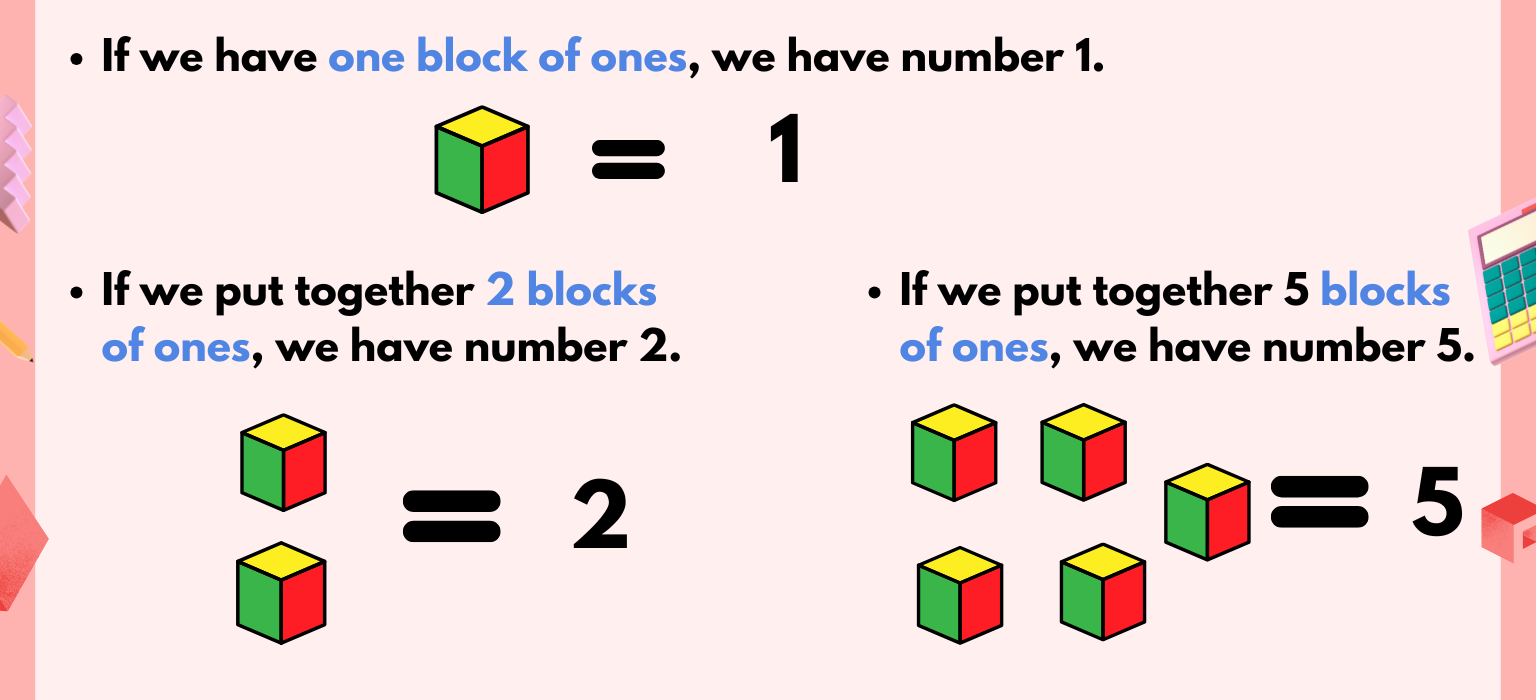 • If we have one block of ones, we have number 1.
= 1
• If we put together 2 blocks
of ones, we have number 2.
= 2
• If we put together 5 blocks
of ones, we have number 5.
= 5